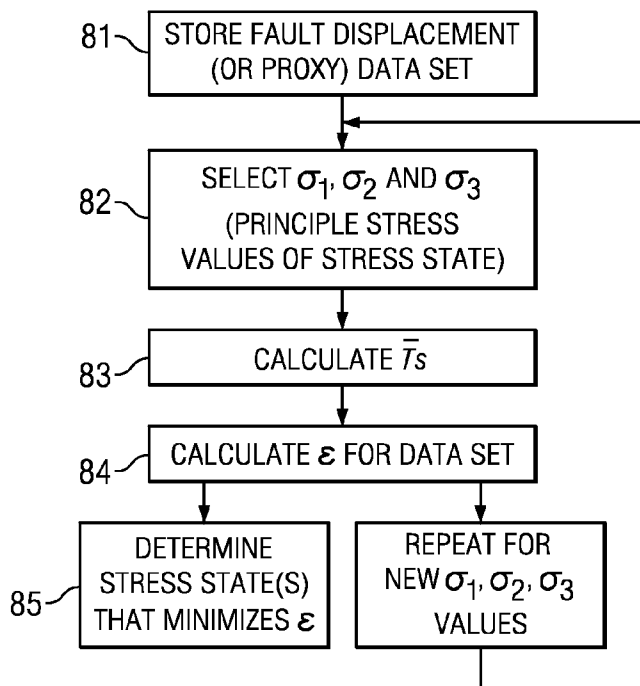 81
STORE FAULT DISPLACEMENT
(OR PROXY) DATA SET
82
SELECT σ1, σ2 AND σ3
(PRINCIPLE STRESS
VALUES OF STRESS STATE)
83
CALCULATE T̅s
84
CALCULATE ε FOR DATA SET
85
DETERMINE
STRESS STATE(S)
THAT MINIMIZES ε
REPEAT FOR
NEW σ1, σ2, σ3
VALUES